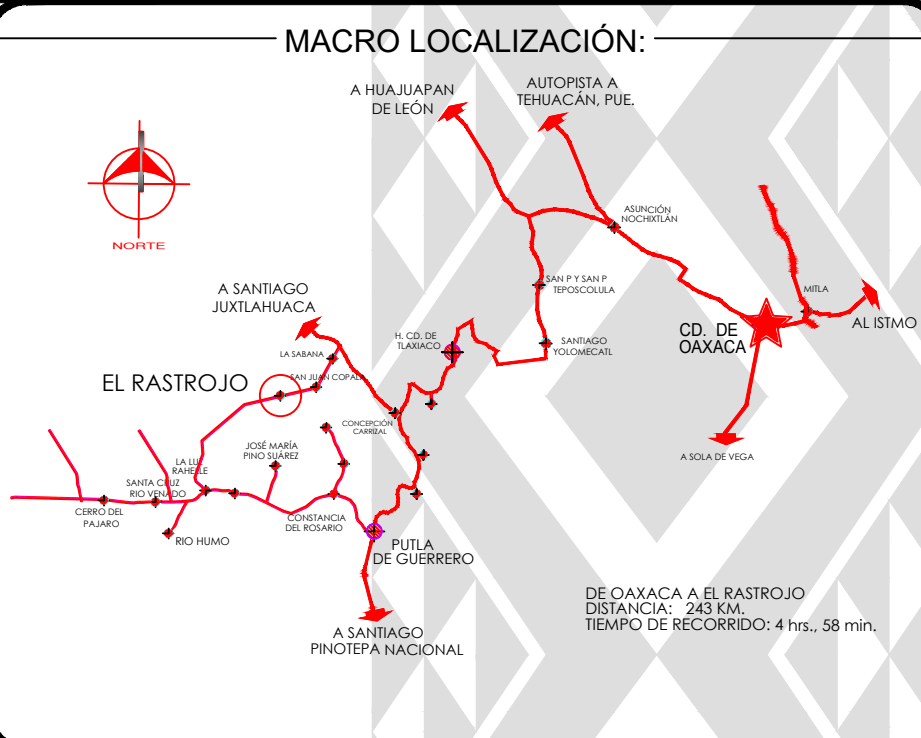 MACRO LOCALIZACIÓN:
A HUAJUAPAN
DE LEÓN
AUTOPISTA A
TEHUACÁN, PUE.
NORTE
ASUNCIÓN
NOCHIXTLÁN
A SANTIAGO
JUXTLAHUACA
SAN P Y SAN P
TEPOSCOLULA
MITLA
AL ISTMO
CD. DE
OAXACA
H. CD. DE
TLAXIACO
SANTIAGO
YOLOMECATL
LA SABANA
SAN JUAN COPALA
EL RASTROJO
CONCEPCIÓN
CARRIZAL
A SOLA DE VEGA
JOSÉ MARÍA
PINO SUÁREZ
LA LUZ
SANTA CRUZ
RIO VENADO
CERRO DEL
PAJARO
RIO HUMO
CONSTANCIA
DEL ROSARIO
PUTLA
DE GUERRERO
A SANTIAGO
PINOTEPA NACIONAL
DE OAXACA A EL RASTROJO
DISTANCIA: 243 KM.
TIEMPO DE RECORRIDO: 4 hrs., 58 min.